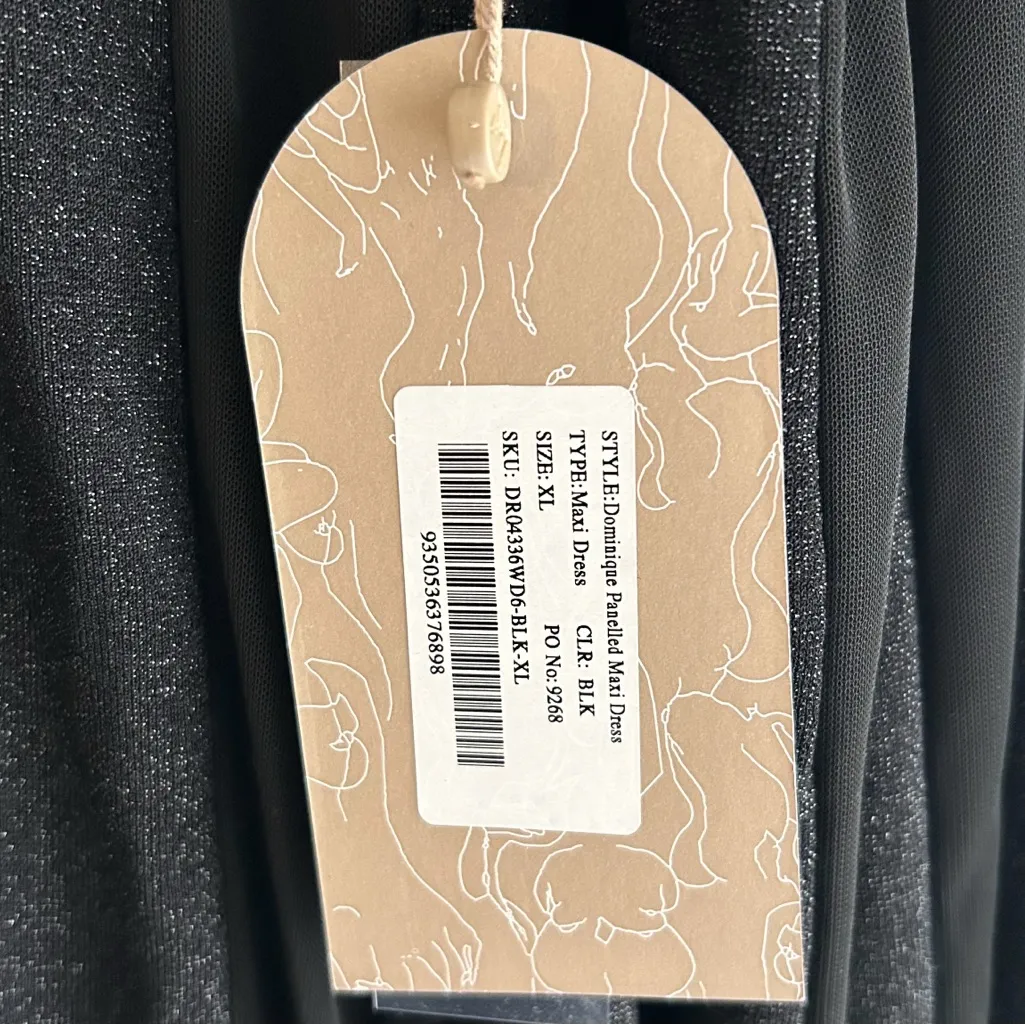 STYLE:Dominique Panelled Maxi Dress
TYPE:Maxi Dress CLR: BLK
SIZE: XL PO No:9268
SKU: DR04336WD6-BLK-XL
9350536376898